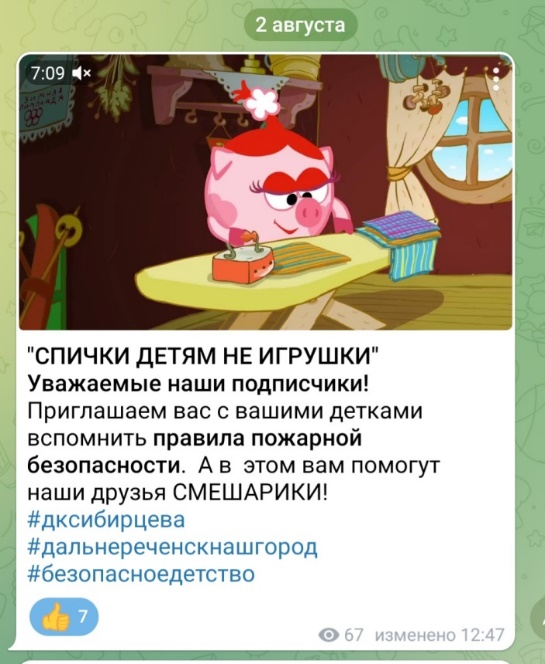 2 августа
7:09
"СПИЧКИ ДЕТЯМ НЕ ИГРУШКИ"
Уважаемые наши подписчики!
Приглашаем вас с вашими детками
вспомнить правила пожарной
безопасности.  А в  этом вам помогут
наши друзья СМЕШАРИКИ!
#дксибирцева
#дальнереченскнашгород
#безопасноедетство
👍 7
67 изменено 12:47